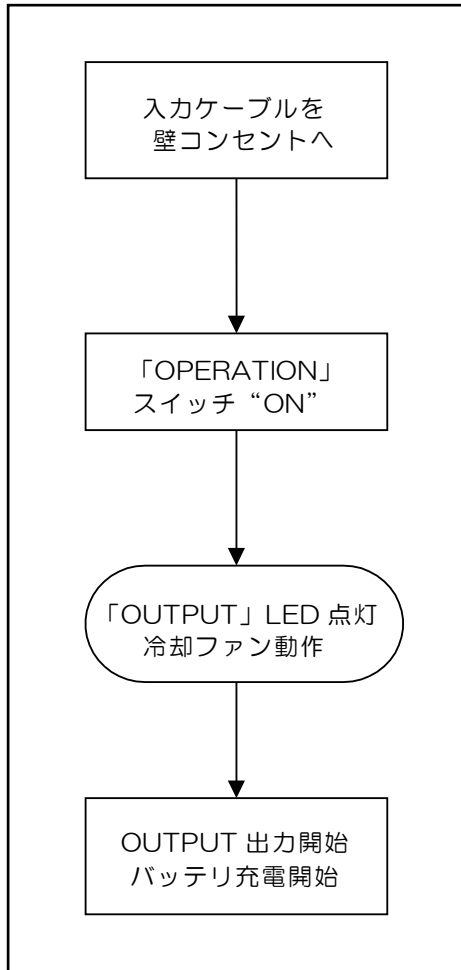 入力ケーブルを
壁コンセントへ
「OPERATION」
スイッチ“ON”
「OUTPUT」LED 点灯
冷却ファン動作
OUTPUT 出力開始
バッテリ充電開始